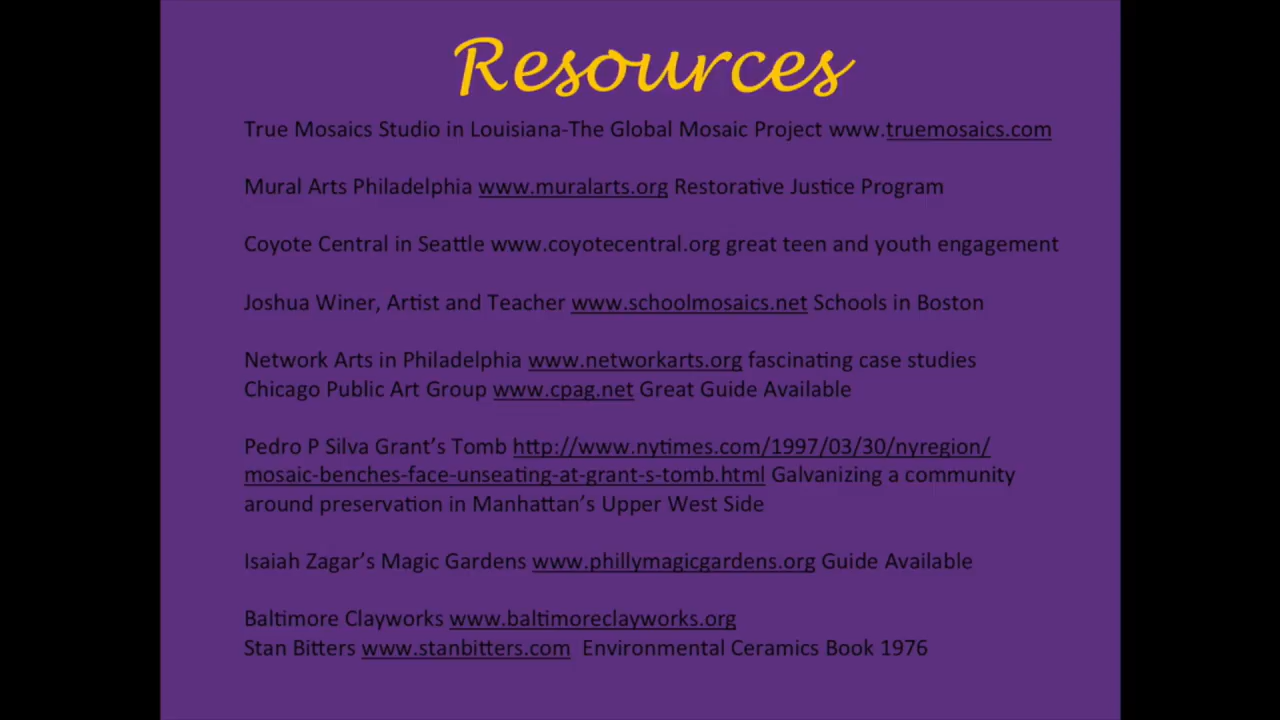 Resources
True Mosaics Studio in Louisiana-The Global Mosaic Project www.truemosaics.com
Mural Arts Philadelphia www.muralarts.org Restorative Justice Program
Coyote Central in Seattle www.coyotecentral.org great teen and youth engagement
Joshua Winer, Artist and Teacher www.schoolmosaics.net Schools in Boston
Network Arts in Philadelphia www.networkarts.org fascinating case studies
Chicago Public Art Group www.cpag.net Great Guide Available
Pedro P Silva Grant’s Tomb http://www.nytimes.com/1997/03/30/nyregion/
mosaic-benches-face-unseating-at-grant-s-tomb.html Galvanizing a community
around preservation in Manhattan’s Upper West Side
Isaiah Zagar’s Magic Gardens www.phillymagicgardens.org Guide Available
Baltimore Clayworks www.baltimoreclayworks.org
Stan Bitters www.stanbitters.com  Environmental Ceramics Book 1976